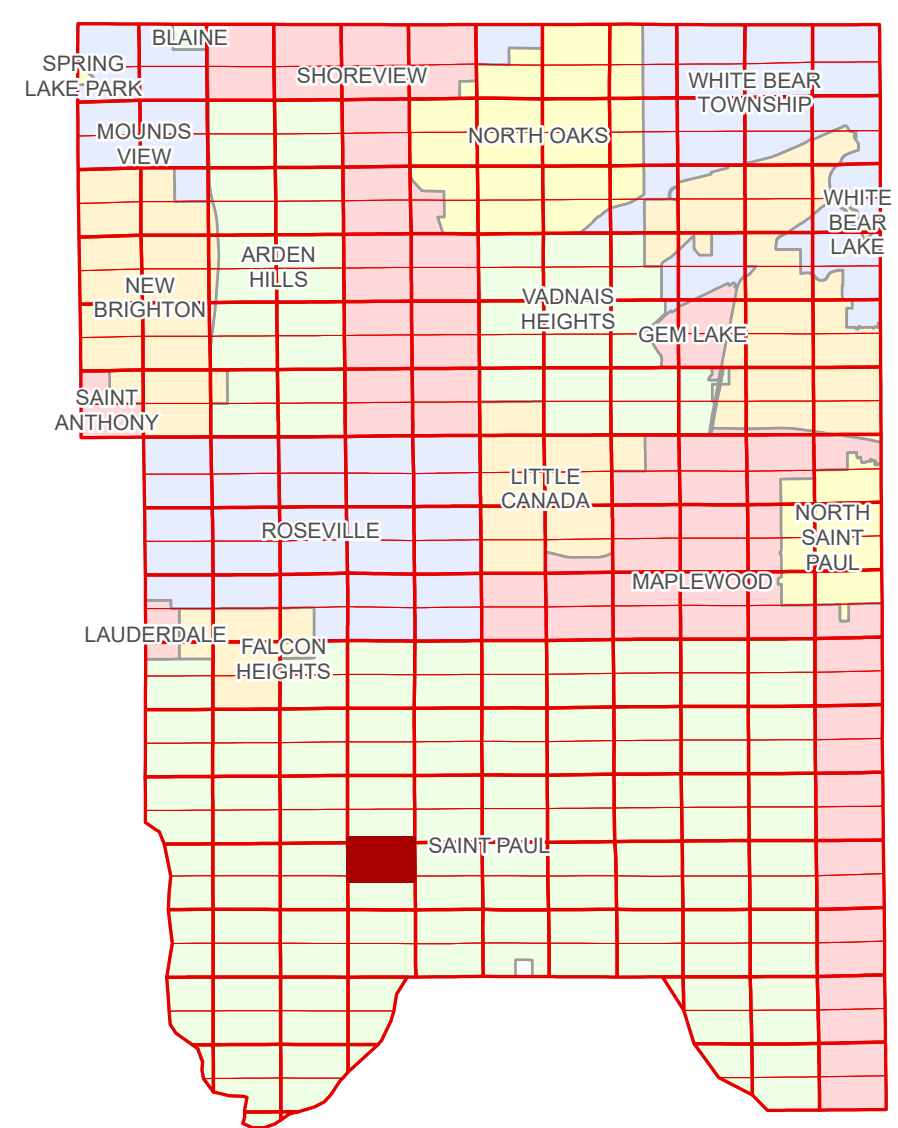 BLAINE
SPRING
LAKE PARK
SHOREVIEW
WHITE BEAR
TOWNSHIP
MOUNDS
VIEW
NORTH OAKS
WHITE
BEAR
LAKE
ARDEN
HILLS
NEW
BRIGHTON
VADNAIS
HEIGHTS
GEM LAKE
SAINT
ANTHONY
LITTLE
CANADA
NORTH
SAINT
PAUL
ROSEVILLE
MAPLEWOOD
LAUDERDALE
FALCON
HEIGHTS
SAINT PAUL